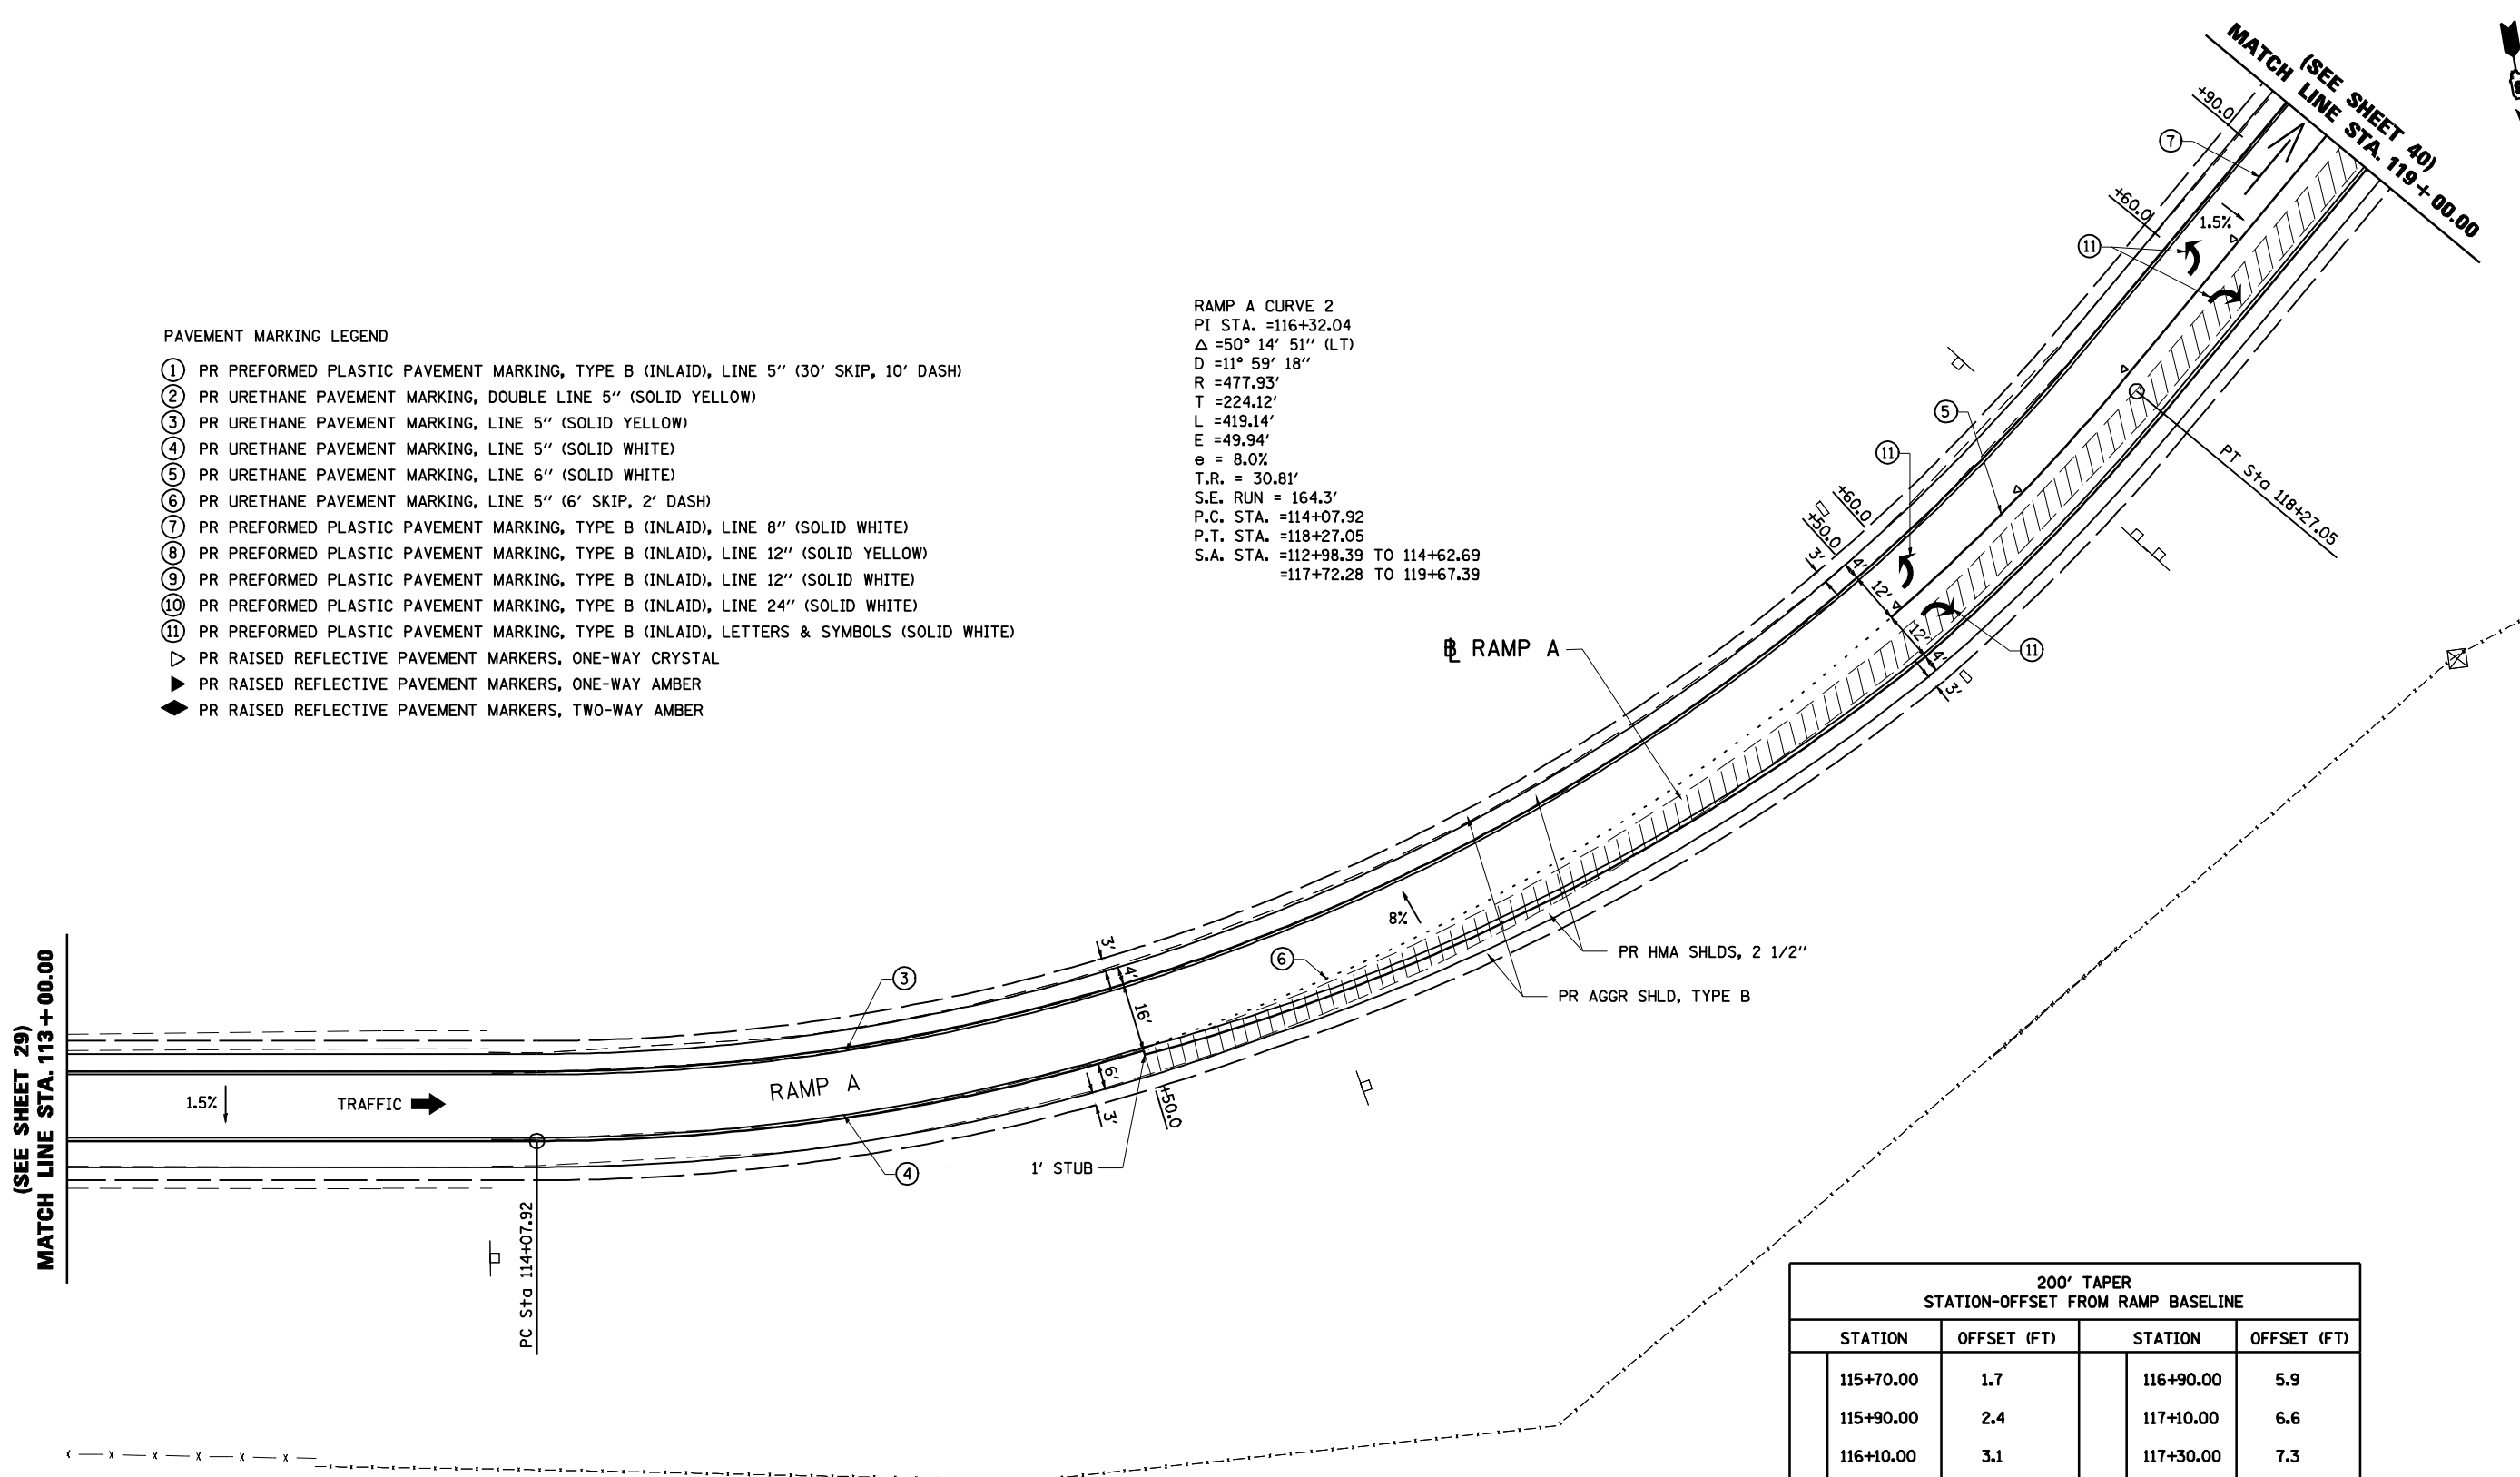 PAVEMENT MARKING LEGEND
1 PR PREFORMED PLASTIC PAVEMENT MARKING, TYPE B (INLAID), LINE 5" (30' SKIP, 10' DASH)
2 PR URETHANE PAVEMENT MARKING, DOUBLE LINE 5" (SOLID YELLOW)
3 PR URETHANE PAVEMENT MARKING, LINE 5" (SOLID YELLOW)
4 PR URETHANE PAVEMENT MARKING, LINE 5" (SOLID WHITE)
5 PR URETHANE PAVEMENT MARKING, LINE 6" (SOLID WHITE)
6 PR URETHANE PAVEMENT MARKING, LINE 5" (6' SKIP, 2' DASH)
7 PR PREFORMED PLASTIC PAVEMENT MARKING, TYPE B (INLAID), LINE 8" (SOLID WHITE)
8 PR PREFORMED PLASTIC PAVEMENT MARKING, TYPE B (INLAID), LINE 12" (SOLID YELLOW)
9 PR PREFORMED PLASTIC PAVEMENT MARKING, TYPE B (INLAID), LINE 12" (SOLID WHITE)
10 PR PREFORMED PLASTIC PAVEMENT MARKING, TYPE B (INLAID), LINE 24" (SOLID WHITE)
11 PR PREFORMED PLASTIC PAVEMENT MARKING, TYPE B (INLAID), LETTERS & SYMBOLS (SOLID WHITE)
PR RAISED REFLECTIVE PAVEMENT MARKERS, ONE-WAY CRYSTAL
PR RAISED REFLECTIVE PAVEMENT MARKERS, ONE-WAY AMBER
PR RAISED REFLECTIVE PAVEMENT MARKERS, TWO-WAY AMBER
RAMP A CURVE 2
PI STA. =116+32.04
Δ =50° 14' 51" (LT)
D =11° 59' 18"
R =477.93'
T =224.12'
L =419.14'
E =49.94'
e = 8.0%
T.R. = 30.81'
S.E. RUN = 164.3'
P.C. STA. =114+07.92
P.T. STA. =118+27.05
S.A. STA. =112+98.39 TO 114+62.69
=117+72.28 TO 119+67.39
(SEE SHEET 40)
MATCH LINE STA. 119+00.00
+90.0
7
+60.0
1.5%
11
5
11
PT Sta 118+27.05
+60.0
+50.0
3'
4'
12'
12'
4'
3'
11
℄ RAMP A
8%
6
PR HMA SHLDS, 2 1/2"
PR AGGR SHLD, TYPE B
3'
4'
16'
3
6'
3'
+50.0
1' STUB
RAMP A
4
(SEE SHEET 29)
MATCH LINE STA. 113+00.00
1.5%
TRAFFIC
PC Sta 114+07.92
200' TAPER
STATION-OFFSET FROM RAMP BASELINE
STATION OFFSET (FT) STATION OFFSET (FT)
115+70.00 1.7 116+90.00 5.9
115+90.00 2.4 117+10.00 6.6
116+10.00 3.1 117+30.00 7.3